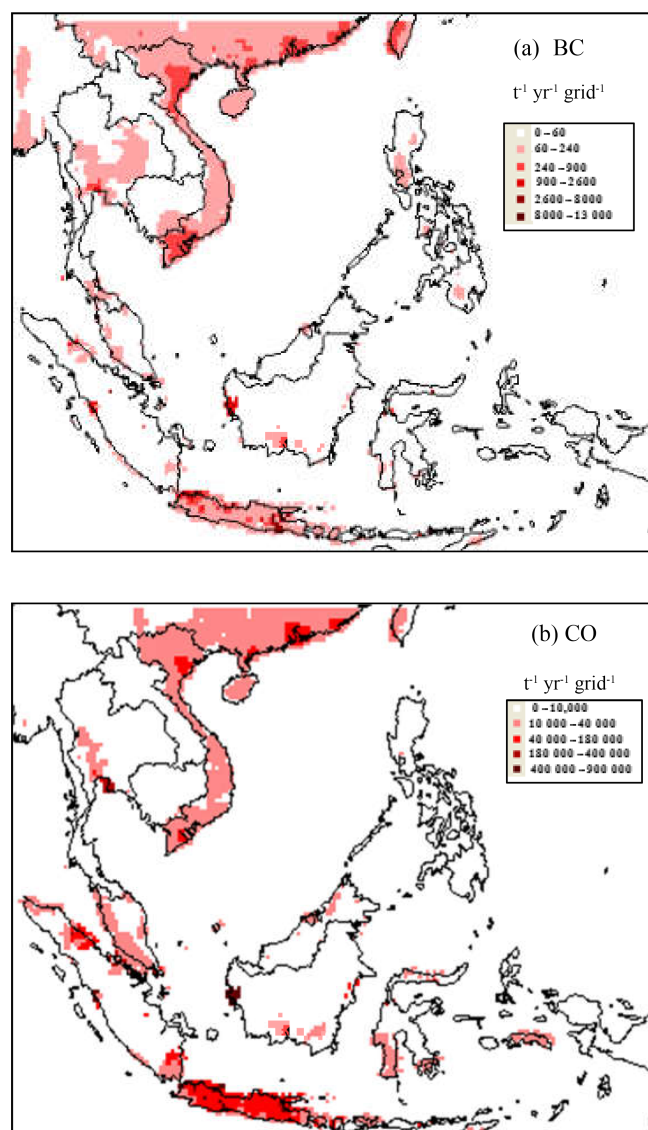 (a) BC
t⁻¹ yr⁻¹ grid⁻¹
0 – 60
60 – 240
240 – 900
900 – 2600
2600 – 8000
8000 – 13 000
(b) CO
t⁻¹ yr⁻¹ grid⁻¹
0 – 10,000
10 000 – 40 000
40 000 – 180 000
180 000 – 400 000
400 000 – 900 000